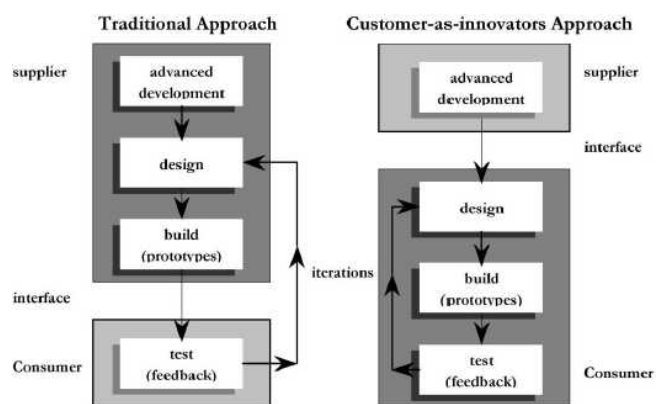 Traditional Approach
supplier
advanced
development
design
build
(prototypes)
interface
Consumer
test
(feedback)
iterations
Customer-as-innovators Approach
advanced
development
supplier
interface
design
build
(prototypes)
test
(feedback)
Consumer